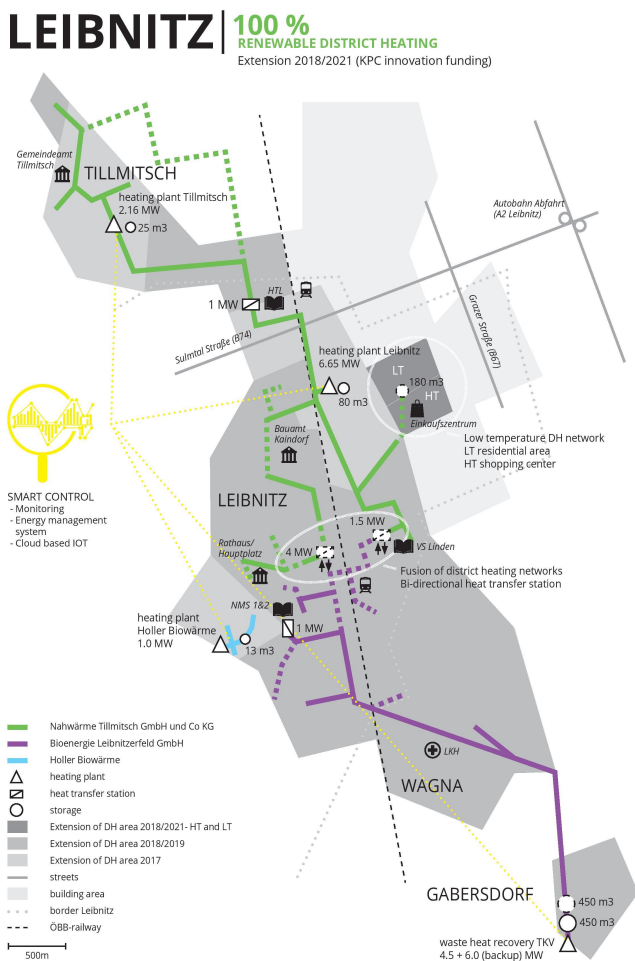 LEIBNITZ
100 %
RENEWABLE DISTRICT HEATING
Extension 2018/2021 (KPC innovation funding)
Gemeindeamt
Tillmitsch
TILLMITSCH
heating plant Tillmitsch
2.16 MW
25 m3
Autobahn Abfahrt
(A2 Leibnitz)
HTL
1 MW
Sulmtal Straße (B74)
Grazer Straße (B67)
heating plant Leibnitz
6.65 MW
80 m3
LT
180 m3
HT
Einkaufszentrum
Bauamt
Kaindorf
Low temperature DH network
LT residential area
HT shopping center
SMART CONTROL
- Monitoring
- Energy management
system
- Cloud based IOT
LEIBNITZ
1.5 MW
VS Linden
Rathaus/
Hauptplatz
4 MW
Fusion of district heating networks
Bi-directional heat transfer station
NMS 1&2
1 MW
heating plant
Holler Biowärme
1.0 MW
13 m3
LKH
WAGNA
GABERSDORF
450 m3
450 m3
waste heat recovery TKV
4.5 + 6.0 (backup) MW
Nahwärme Tillmitsch GmbH und Co KG
Bioenergie Leibnitzerfeld GmbH
Holler Biowärme
heating plant
heat transfer station
storage
Extension of DH area 2018/2021- HT and LT
Extension of DH area 2018/2019
Extension of DH area 2017
streets
building area
border Leibnitz
ÖBB-railway
500m